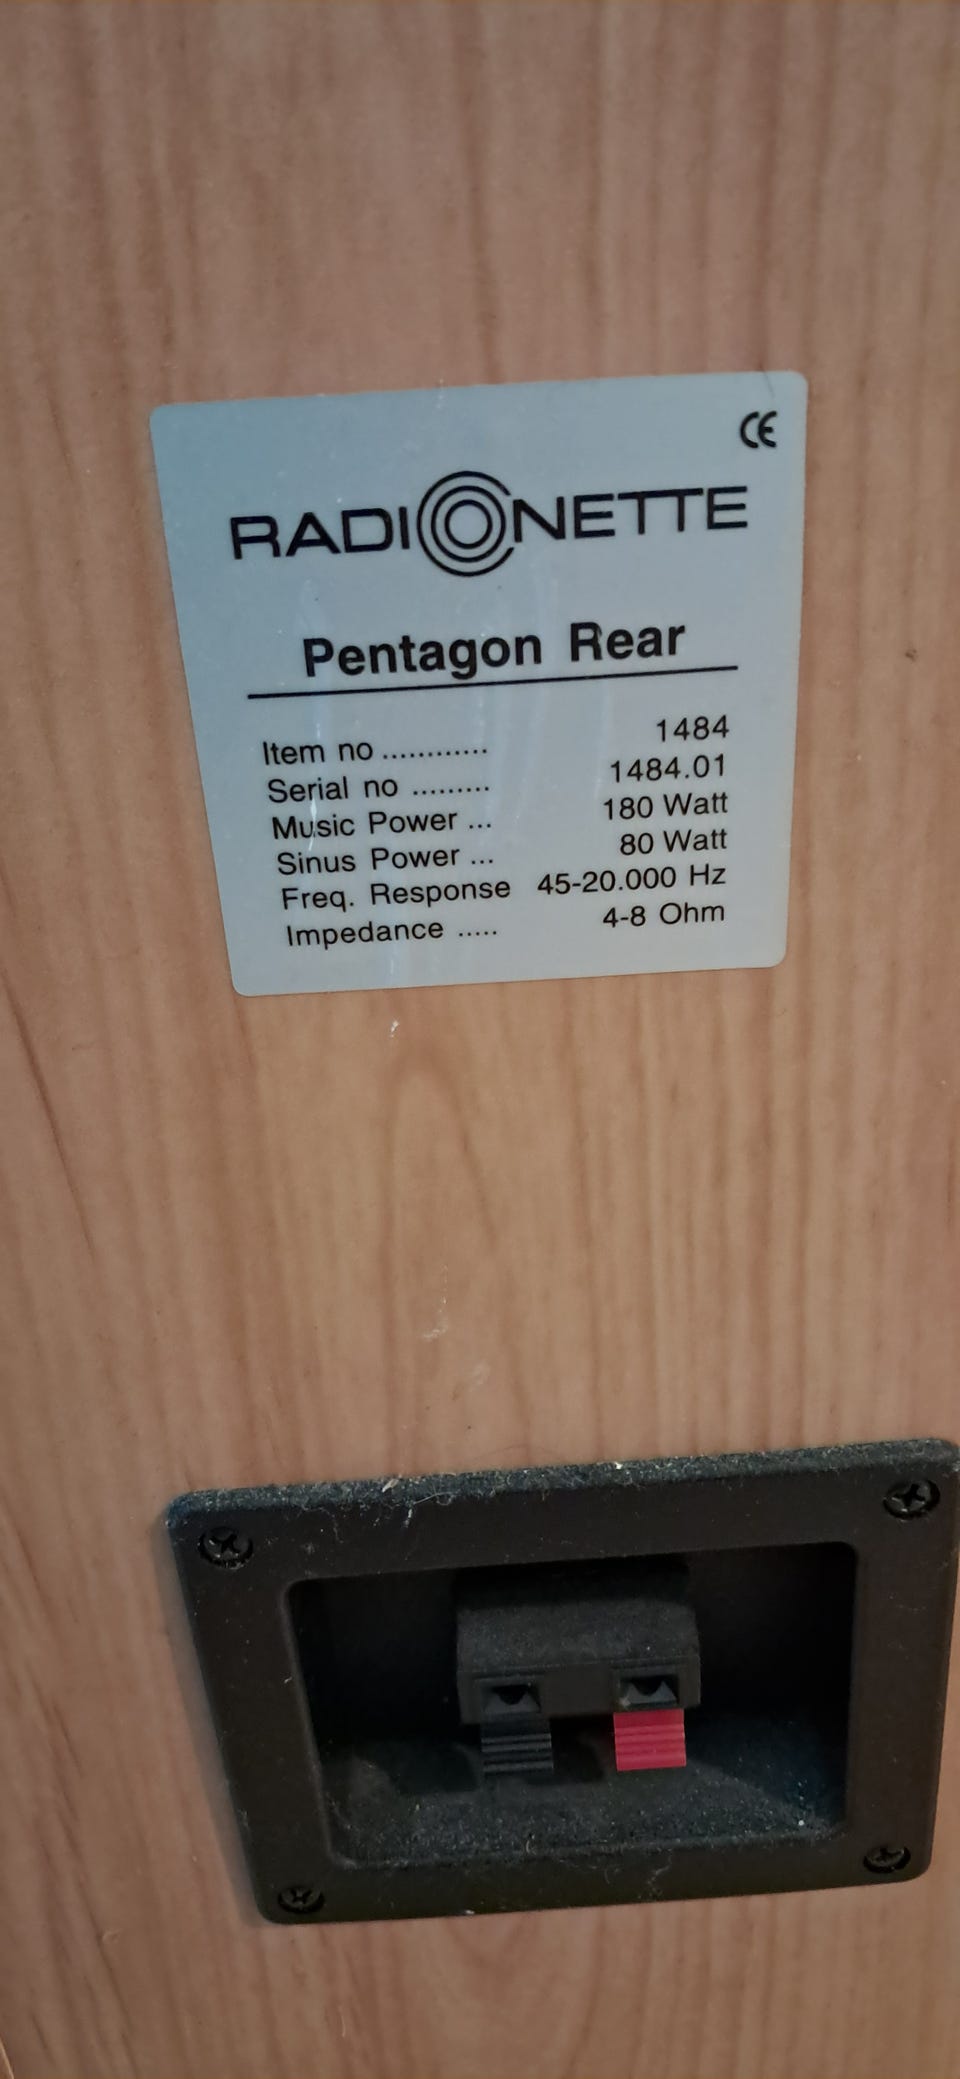 CE
RADIONETTE
Pentagon Rear
Item no ............ 1484
Serial no ......... 1484.01
Music Power ... 180 Watt
Sinus Power ... 80 Watt
Freq. Response 45-20.000 Hz
Impedance ..... 4-8 Ohm